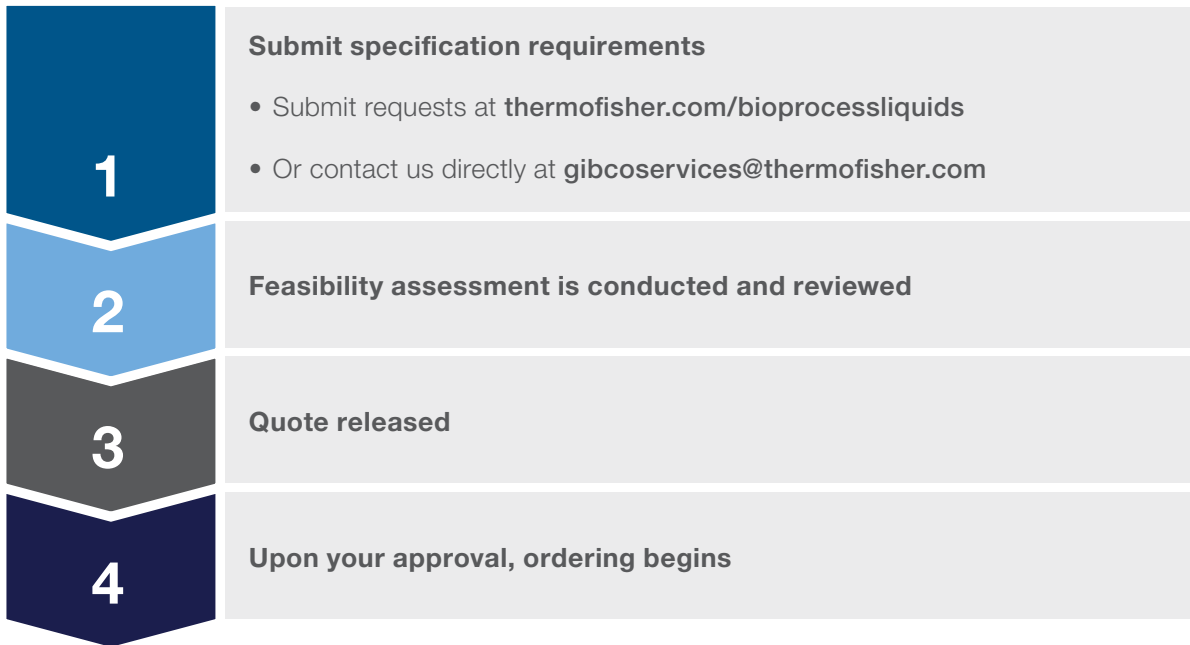 1
Submit specification requirements
• Submit requests at thermofisher.com/bioprocessliquids
• Or contact us directly at gibcoservices@thermofisher.com
2
Feasibility assessment is conducted and reviewed
3
Quote released
4
Upon your approval, ordering begins